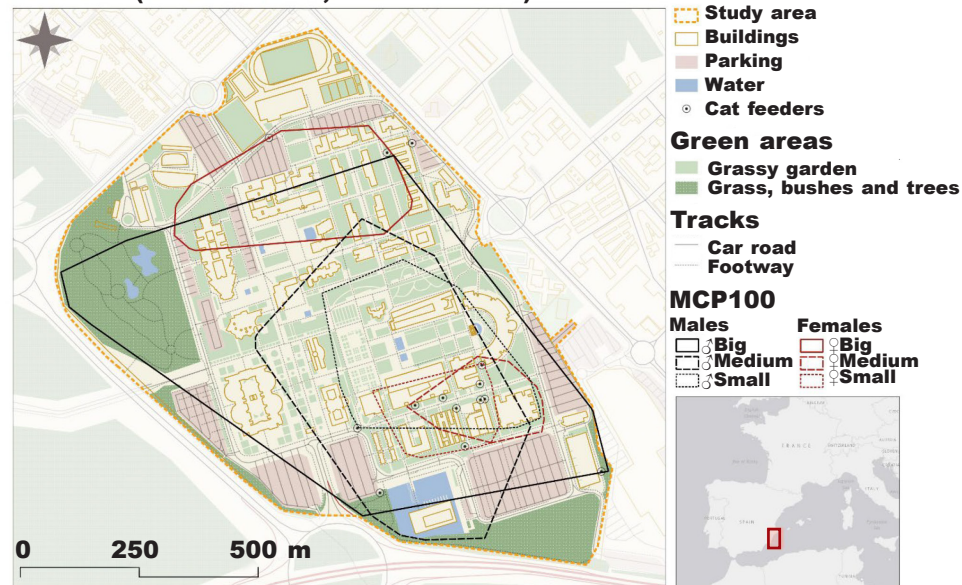 Study area
Buildings
Parking
Water
Cat feeders
Green areas
Grassy garden
Grass, bushes and trees
Tracks
Car road
Footway
MCP100
Males Females
♂Big ♀Big
♂Medium ♀Medium
♂Small ♀Small
0 250 500 m
FRANCE
SPAIN